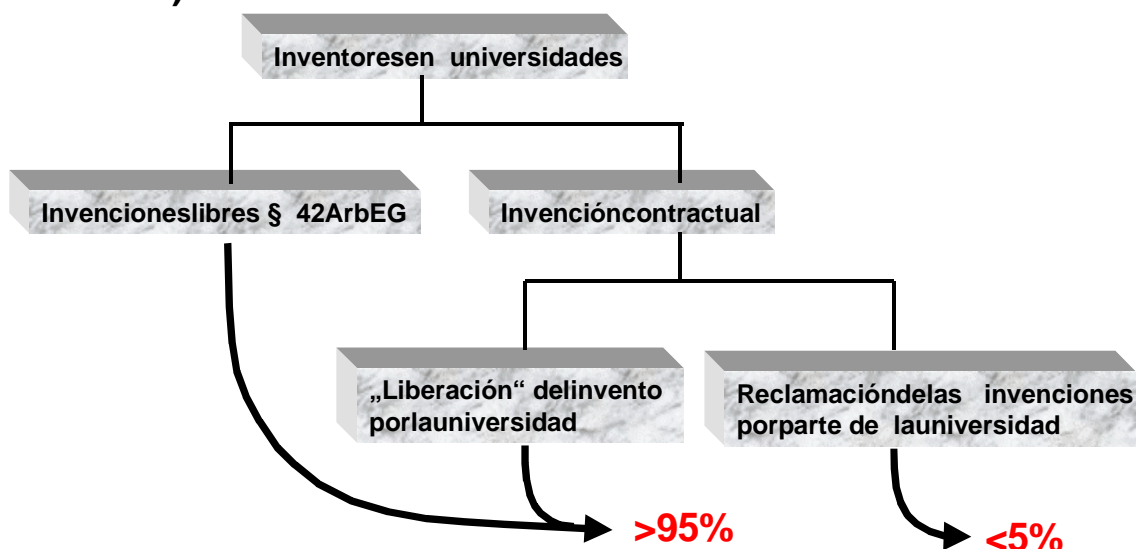 Inventoresen universidades
Invencioneslibres § 42ArbEG
Invencióncontractual
„Liberación“ delinvento
porlauniversidad
Reclamacióndelas invenciones
porparte de launiversidad
>95%
<5%